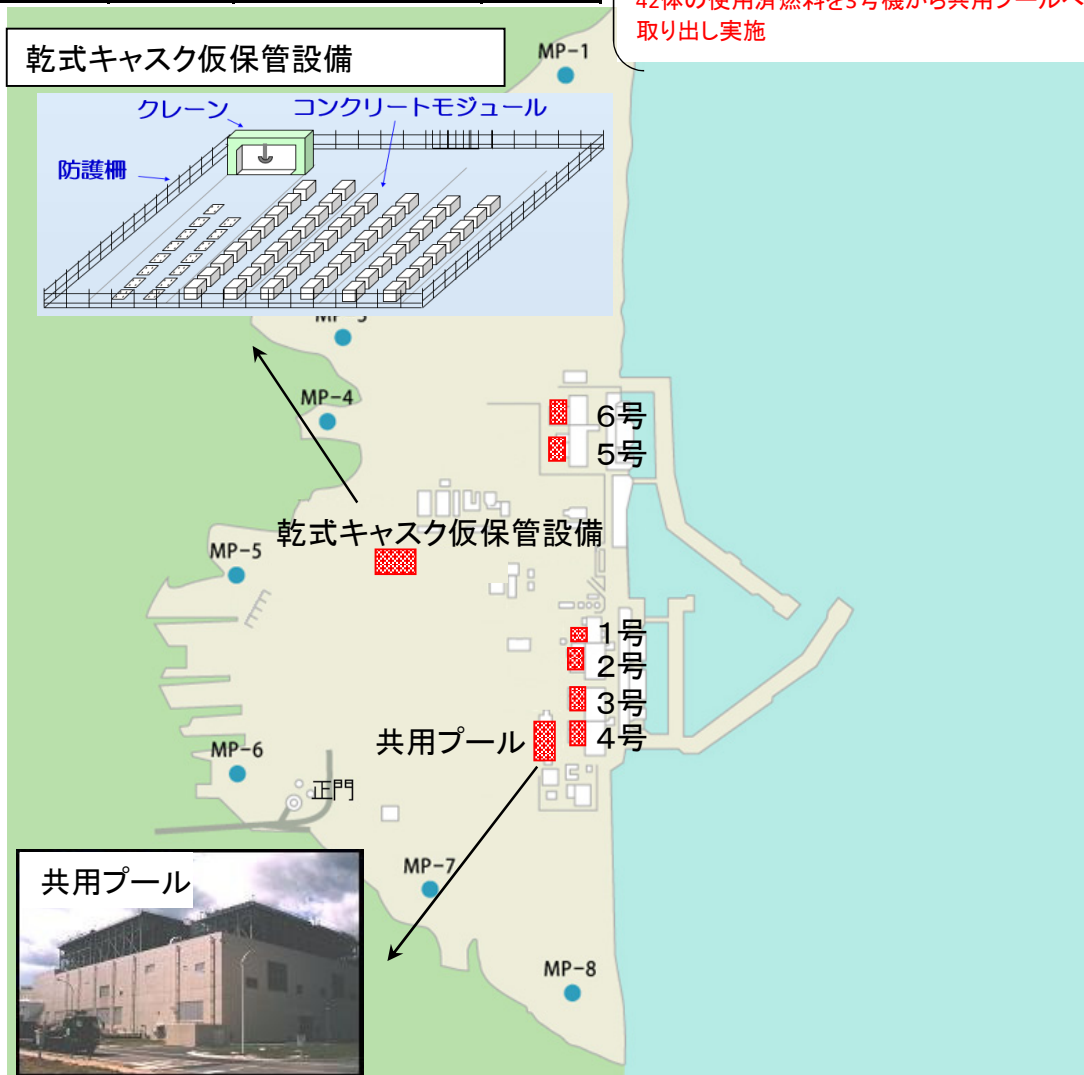 42体の使用済燃料を3号機から共用プールへ
取り出し実施
乾式キャスク仮保管設備
MP-1
クレーン
コンクリートモジュール
防護柵
MP-4
6号
5号
乾式キャスク仮保管設備
MP-5
1号
2号
3号
共用プール
4号
MP-6
正門
MP-7
共用プール
MP-8